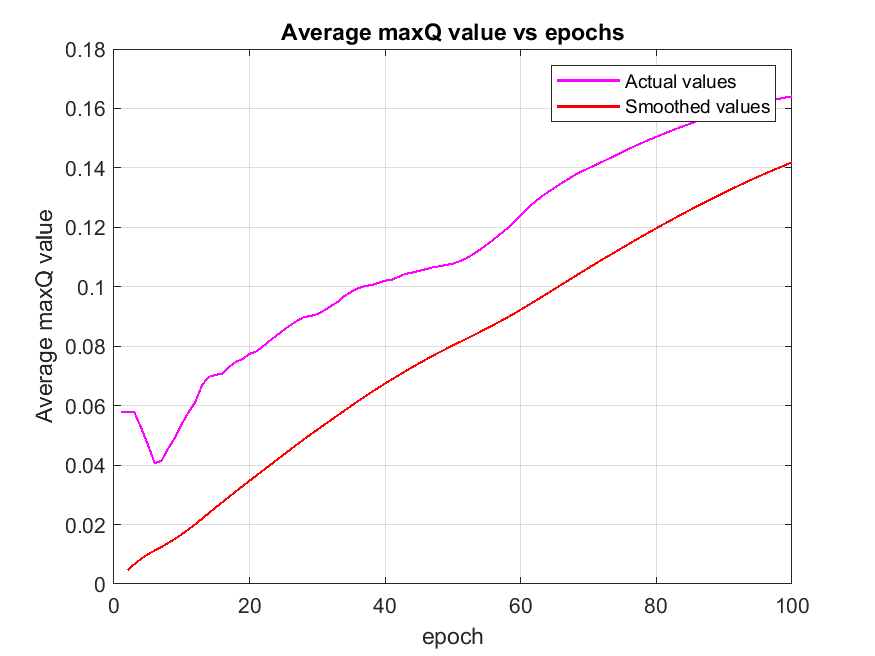 Average maxQ value vs epochs
Actual values
Smoothed values
Average maxQ value
0.18
0.16
0.14
0.12
0.1
0.08
0.06
0.04
0.02
0
0 20 40 60 80 100
epoch